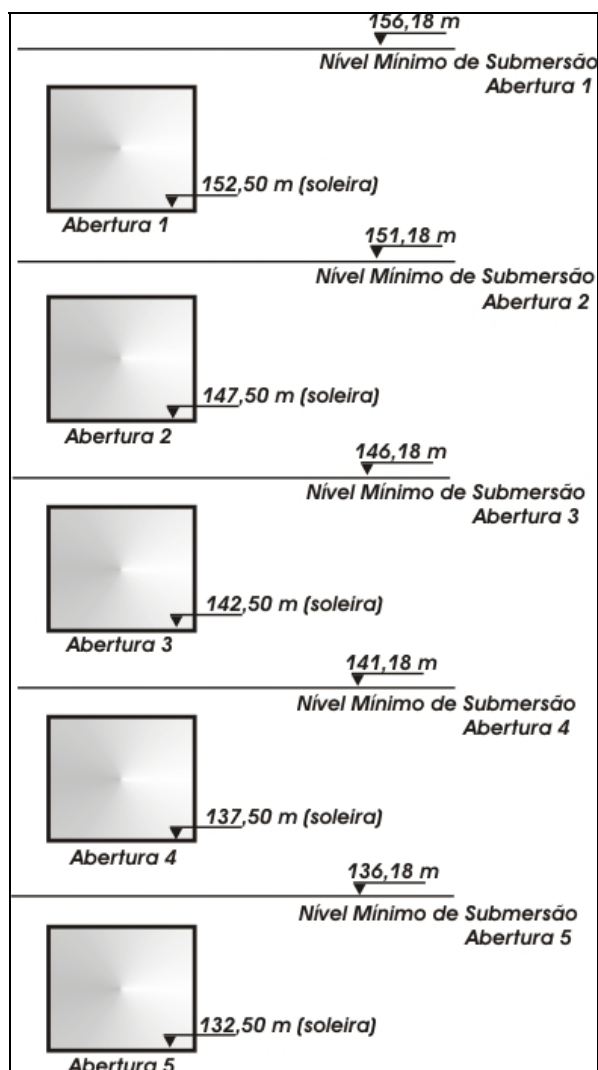 156,18 m
Nível Mínimo de Submersão
Abertura 1
152,50 m (soleira)
Abertura 1
151,18 m
Nível Mínimo de Submersão
Abertura 2
147,50 m (soleira)
Abertura 2
146,18 m
Nível Mínimo de Submersão
Abertura 3
142,50 m (soleira)
Abertura 3
141,18 m
Nível Mínimo de Submersão
Abertura 4
137,50 m (soleira)
Abertura 4
136,18 m
Nível Mínimo de Submersão
Abertura 5
132,50 m (soleira)
Abertura 5